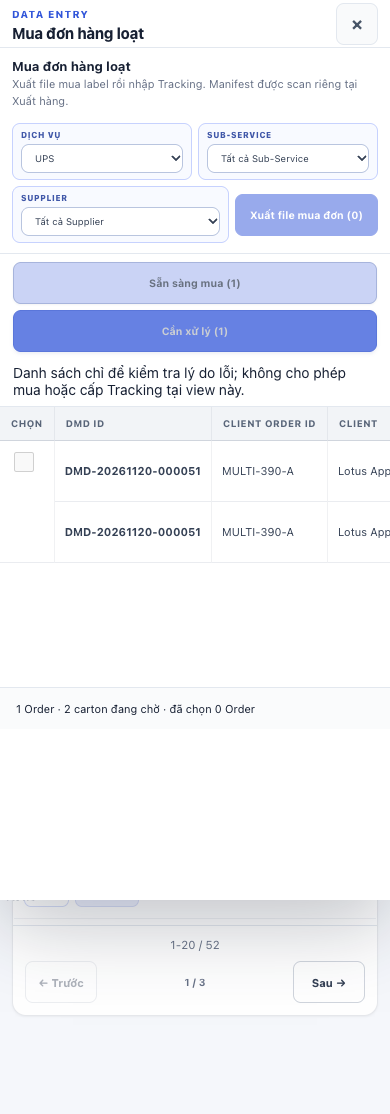 DATA ENTRY
Mua đơn hàng loạt
×
Mua đơn hàng loạt
Xuất file mua label rồi nhập Tracking. Manifest được scan riêng tại
Xuất hàng.
DỊCH VỤ
UPS
SUB-SERVICE
Tất cả Sub-Service
SUPPLIER
Tất cả Supplier
Xuất file mua đơn (0)
Sẵn sàng mua (1)
Cần xử lý (1)
Danh sách chỉ để kiểm tra lý do lỗi; không cho phép
mua hoặc cấp Tracking tại view này.
CHỌN DMD ID CLIENT ORDER ID CLIENT
DMD-20261120-000051 MULTI-390-A Lotus App
DMD-20261120-000051 MULTI-390-A Lotus App
1 Order · 2 carton đang chờ · đã chọn 0 Order
1-20 / 52
← Trước 1 / 3 Sau →